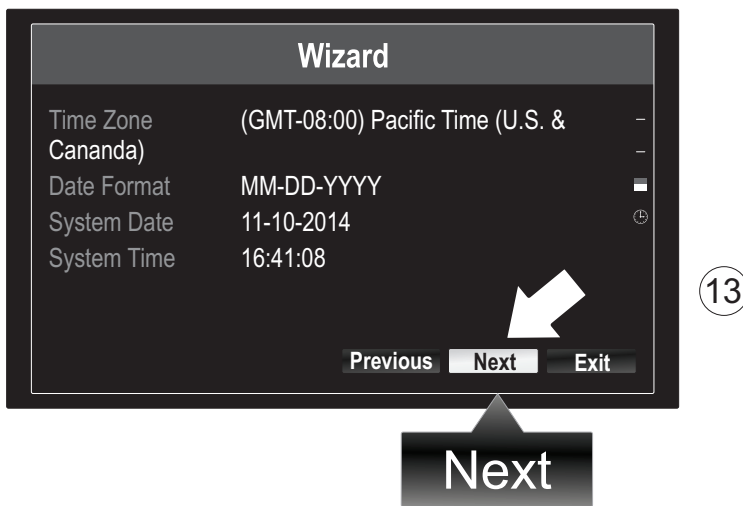 Wizard
Time Zone (GMT-08:00) Pacific Time (U.S. &
Cananda)
Date Format MM-DD-YYYY
System Date 11-10-2014
System Time 16:41:08
Previous Next Exit
13
Next